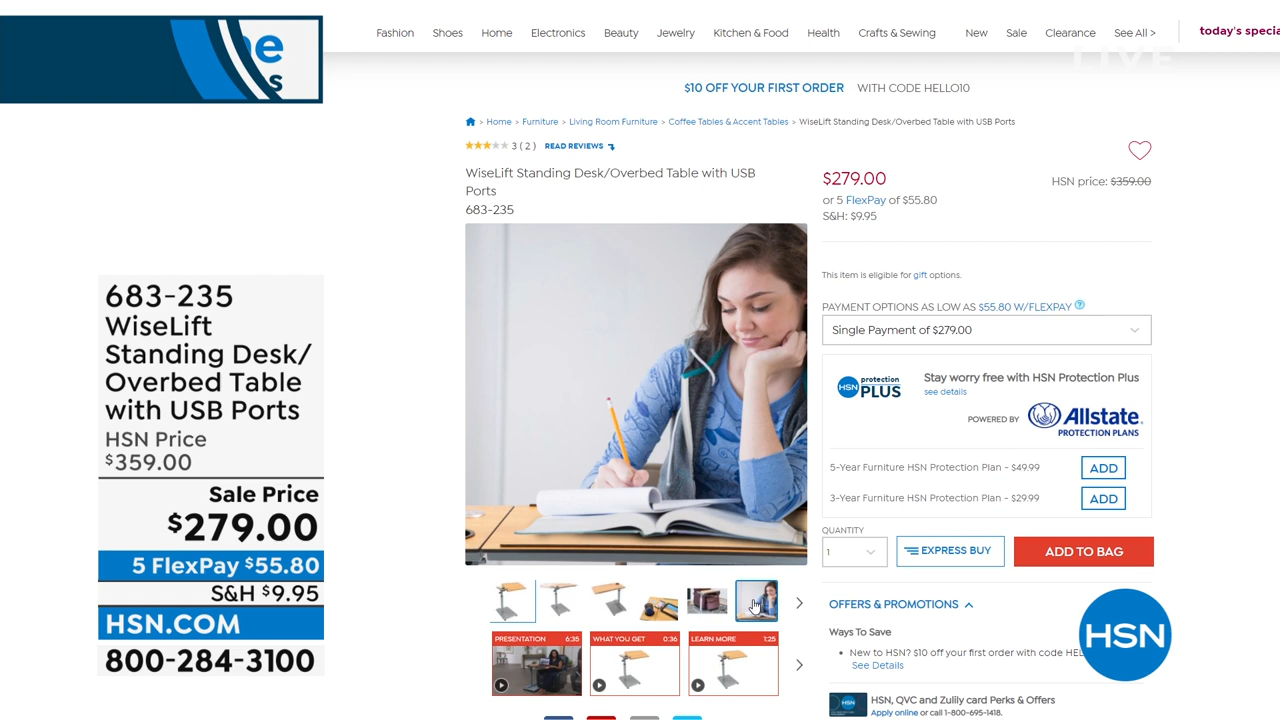 e
s
Fashion Shoes Home Electronics Beauty Jewelry Kitchen & Food Health Crafts & Sewing New Sale Clearance See All > today's specia
LIVE
$10 OFF YOUR FIRST ORDER WITH CODE HELLO10
> Home > Furniture > Living Room Furniture > Coffee Tables & Accent Tables > WiseLift Standing Desk/Overbed Table with USB Ports
3 ( 2 ) READ REVIEWS
WiseLift Standing Desk/Overbed Table with USB
Ports
683-235
$279.00
HSN price: $359.00
or 5 FlexPay of $55.80
S&H: $9.95
This item is eligible for gift options.
PAYMENT OPTIONS AS LOW AS $55.80 W/FLEXPAY ?
Single Payment of $279.00
HSN protection PLUS
Stay worry free with HSN Protection Plus
see details
POWERED BY Allstate
PROTECTION PLANS
5-Year Furniture HSN Protection Plan - $49.99 ADD
3-Year Furniture HSN Protection Plan - $29.99 ADD
QUANTITY
1 EXPRESS BUY ADD TO BAG
OFFERS & PROMOTIONS
Ways To Save
New to HSN? $10 off your first order with code HEL
See Details
HSN
HSN, QVC and Zulily card Perks & Offers
Apply online or call 1-800-695-1418.
PRESENTATION 6:35
WHAT YOU GET 0:36
LEARN MORE 1:25
683-235
WiseLift
Standing Desk/
Overbed Table
with USB Ports
HSN Price
$359.00
Sale Price
$279.00
5 FlexPay $55.80
S&H $9.95
HSN.COM
800-284-3100